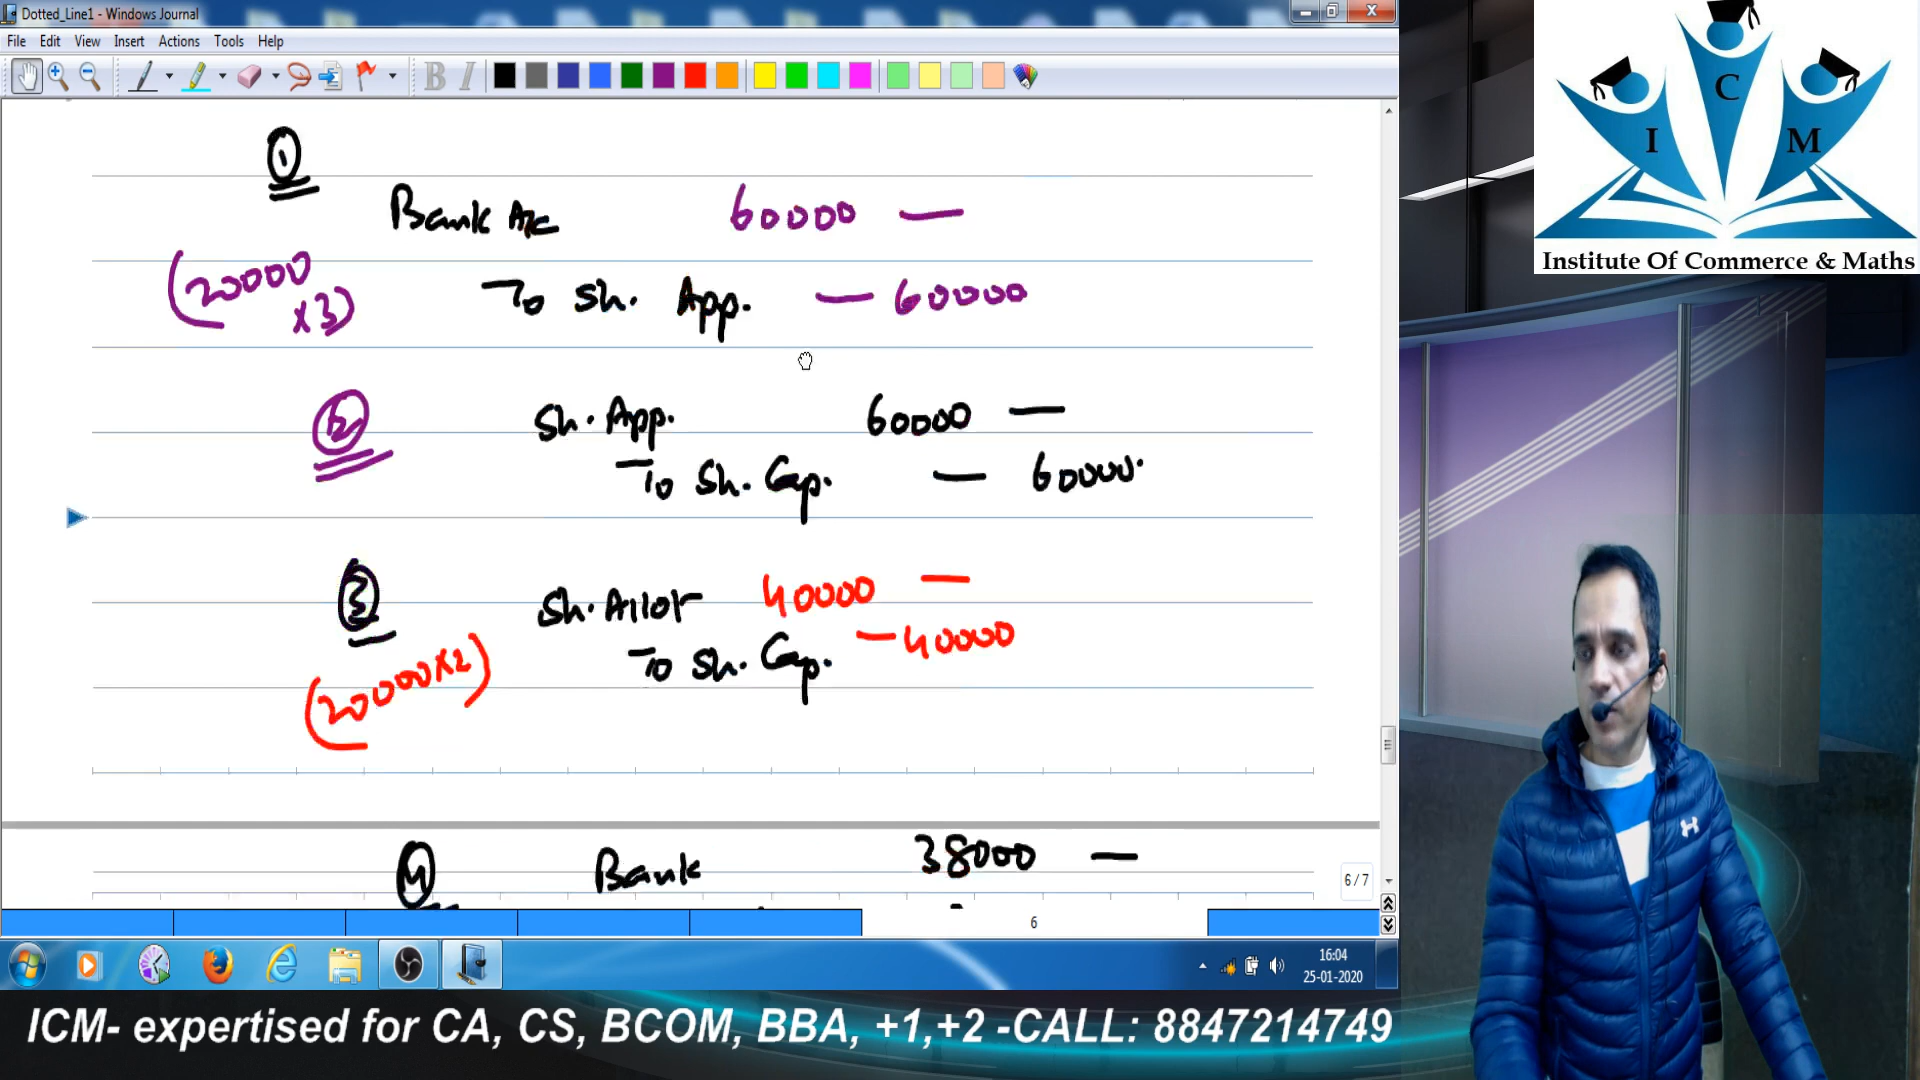 Dotted_Line1 - Windows Journal
File Edit View Insert Actions Tools Help
B I
1
Bank A/c 60000 —
(20000 × 3)
To Sh. App. — 60000
2
Sh. App. 60000 —
To Sh. Cap. — 60000
3
Sh. Allot 40000 —
To Sh. Cap. — 40000
(20000 × 2)
4
Bank 38000 —
6 / 7
6
16:04
25-01-2020
I C M
Institute Of Commerce & Maths
ICM- expertised for CA, CS, BCOM, BBA, +1,+2 -CALL: 8847214749